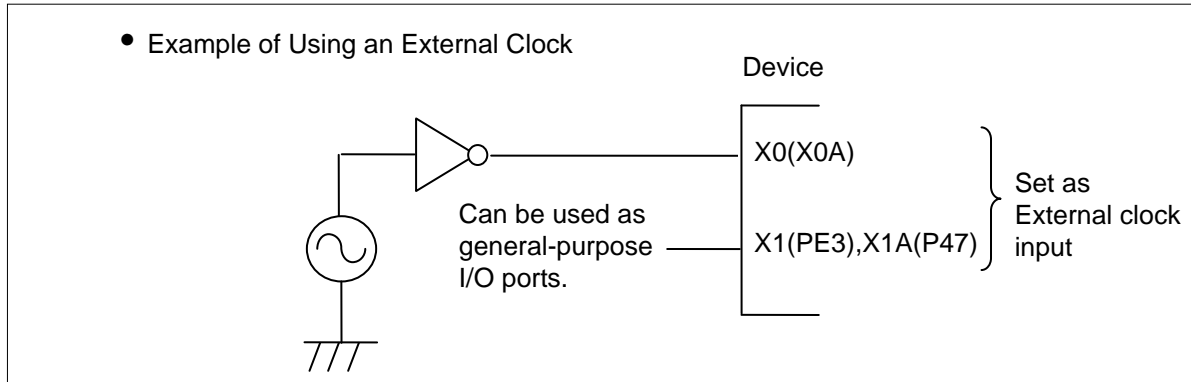 ● Example of Using an External Clock
Device
X0(X0A)
Can be used as
general-purpose
I/O ports.
X1(PE3),X1A(P47)
Set as
External clock
input